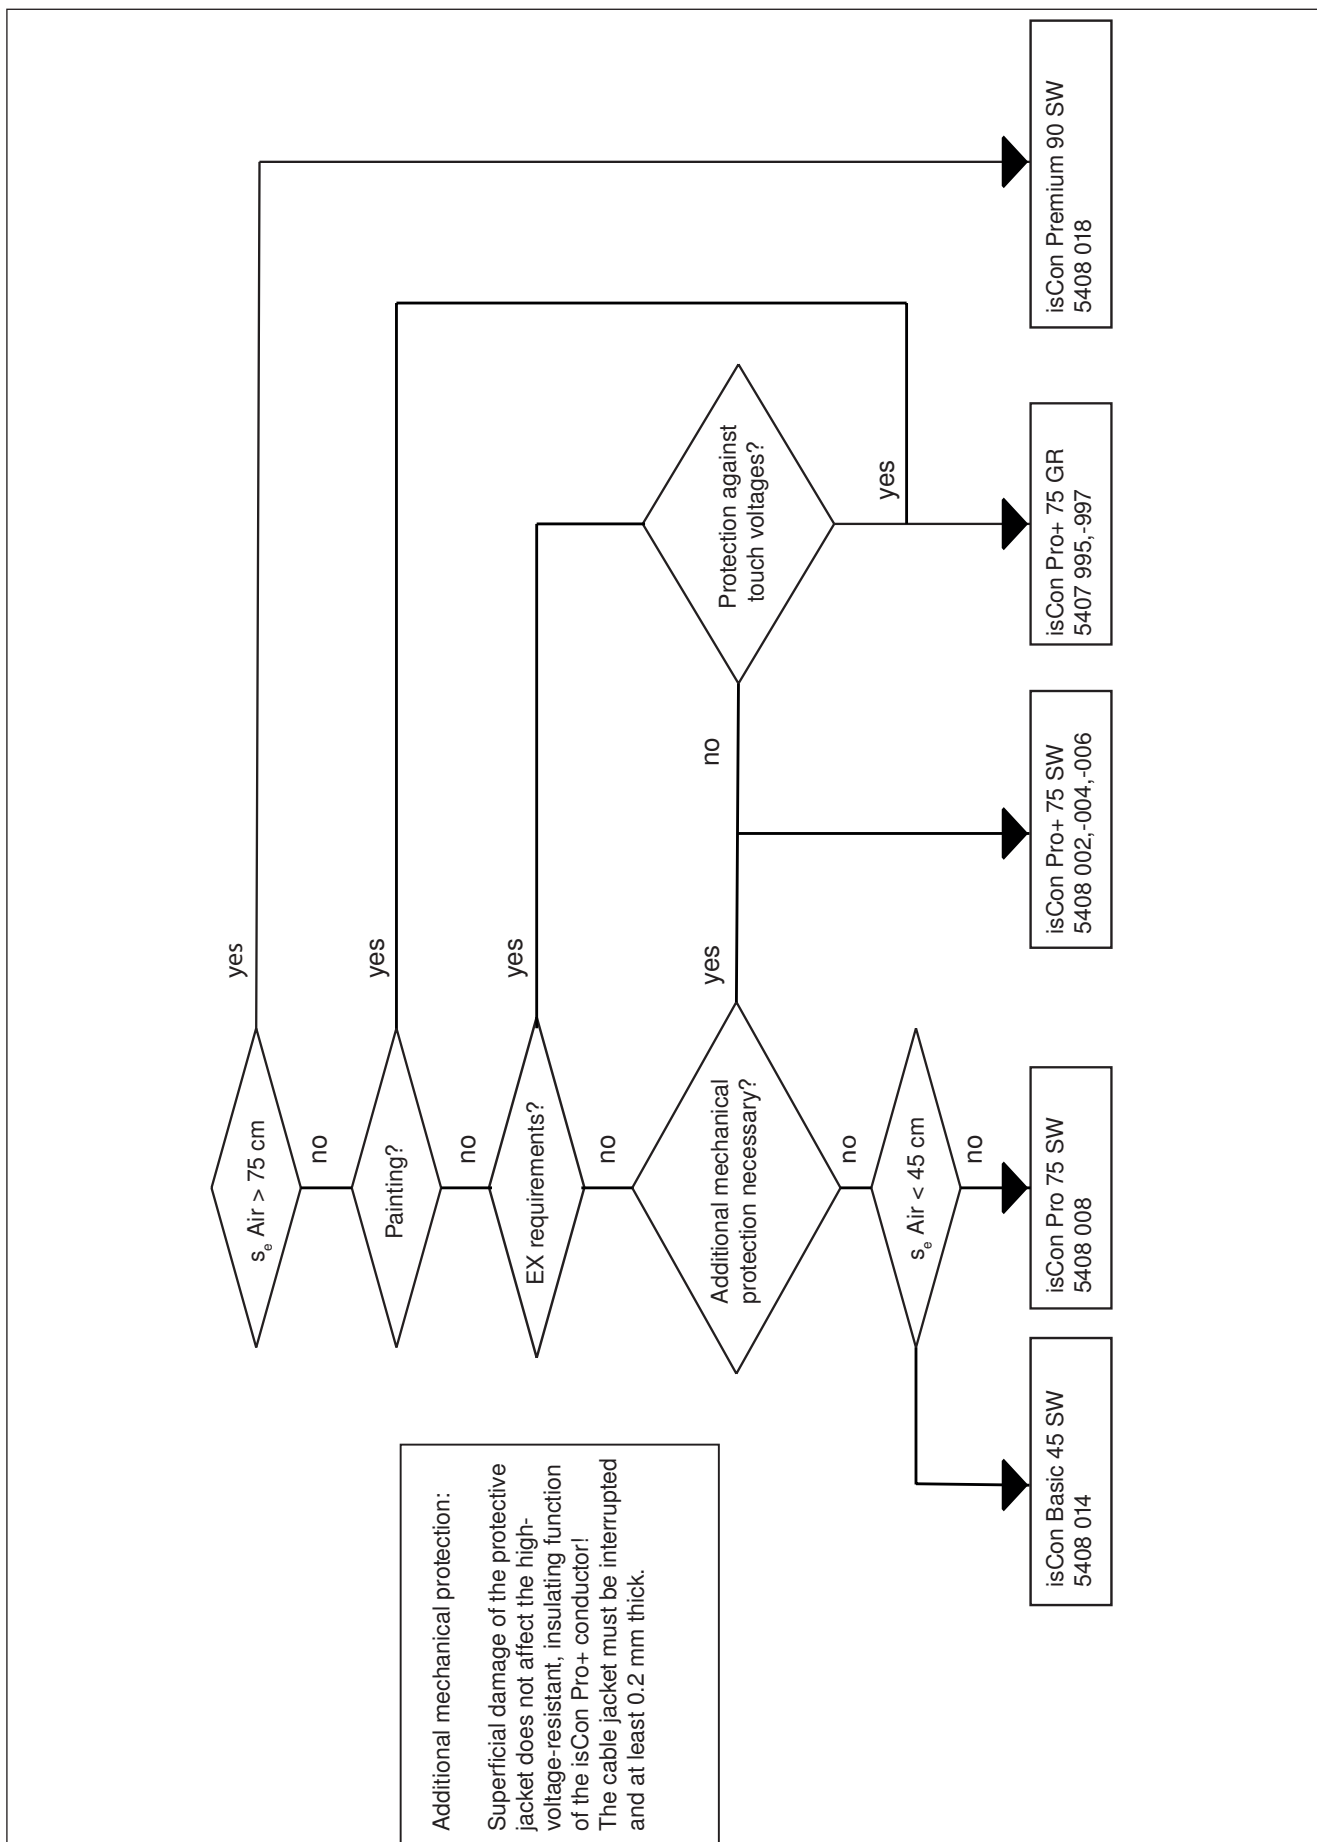 Additional mechanical protection:
Superficial damage of the protective
jacket does not affect the high-
voltage-resistant, insulating function
of the isCon Pro+ conductor!
The cable jacket must be interrupted
and at least 0.2 mm thick.
sₑ Air > 75 cm
yes
no
Painting?
yes
no
EX requirements?
yes
no
Additional mechanical
protection necessary?
yes
no
Protection against
touch voltages?
no
yes
sₑ Air < 45 cm
no
isCon Basic 45 SW
5408 014
isCon Pro 75 SW
5408 008
isCon Pro+ 75 SW
5408 002,-004,-006
isCon Pro+ 75 GR
5407 995,-997
isCon Premium 90 SW
5408 018